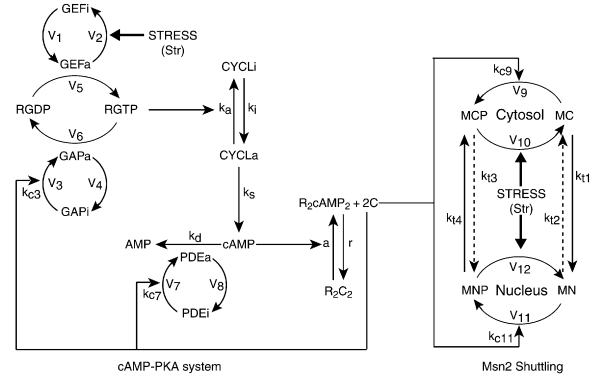 GEFi
V1
V2
STRESS
(Str)
GEFa
V5
RGDP
RGTP
V6
GAPa
kc3
V3
V4
GAPi
CYCLi
ka
ki
CYCLa
ks
AMP
kd
cAMP
PDEa
kc7
V7
V8
PDEi
R2cAMP2 + 2C
a
r
R2C2
cAMP-PKA system
kc9
V9
MCP
Cytosol
MC
V10
kt3
kt1
STRESS
(Str)
kt4
kt2
V12
MNP
Nucleus
MN
V11
kc11
Msn2 Shuttling